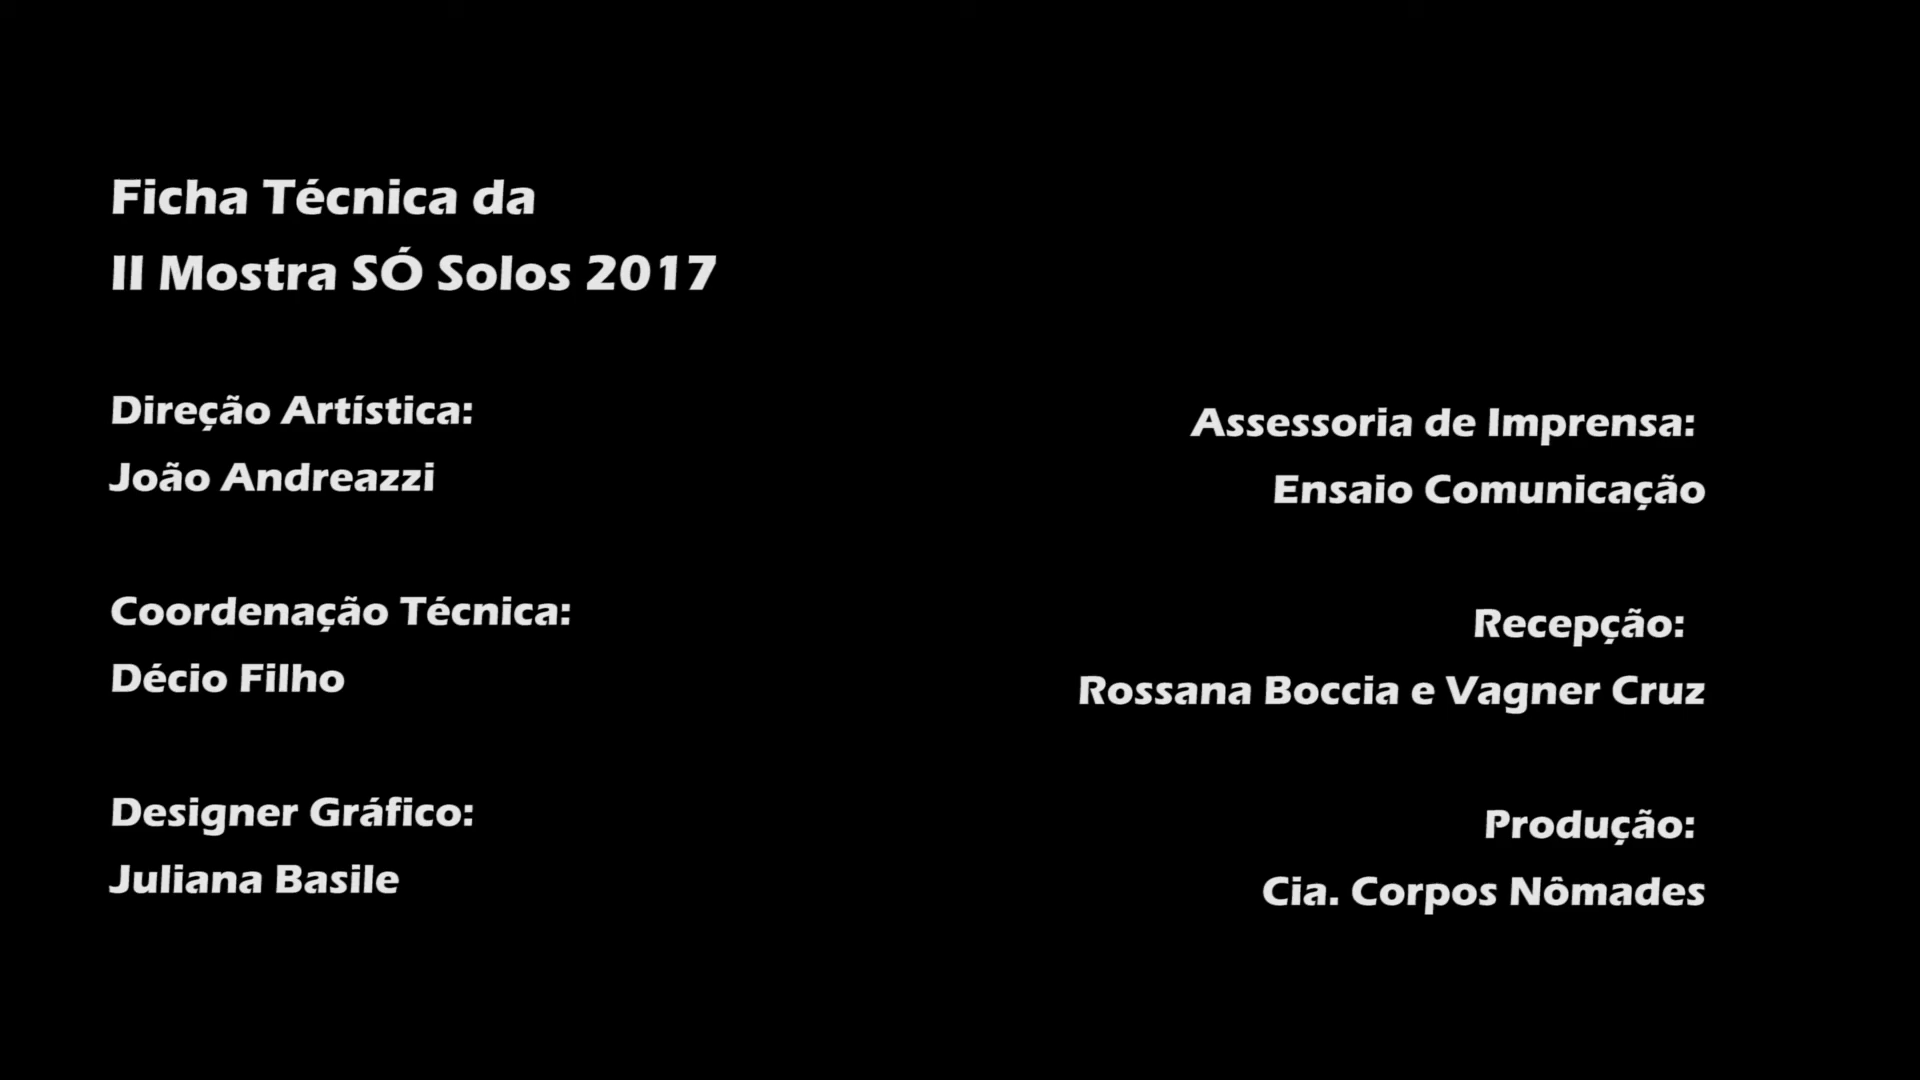 Ficha Técnica da
II Mostra SÓ Solos 2017
Direção Artística:
João Andreazzi
Coordenação Técnica:
Décio Filho
Designer Gráfico:
Juliana Basile
Assessoria de Imprensa:
Ensaio Comunicação
Recepção:
Rossana Boccia e Vagner Cruz
Produção:
Cia. Corpos Nômades